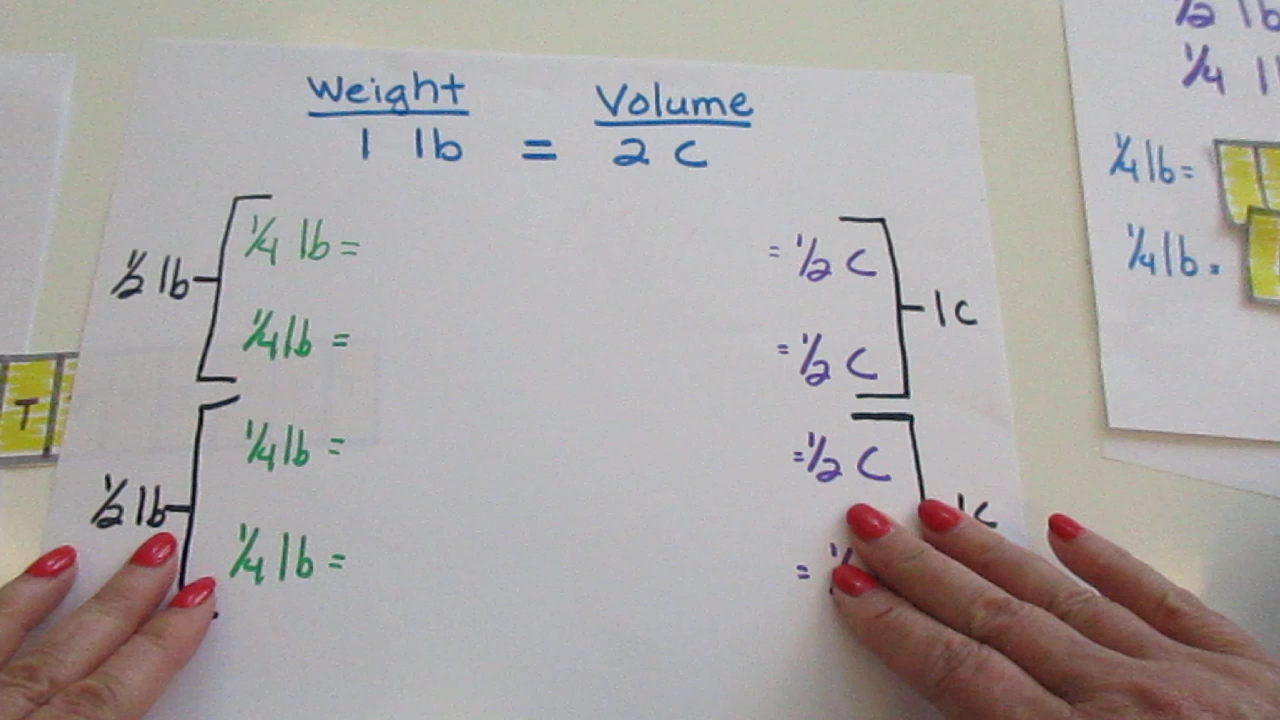 Weight Volume
1 lb = 2 C
1/2 lb
1/4 lb = = 1/2 C
1/4 lb = = 1/2 C
1 C
1/4 lb = = 1/2 C
1/2 lb
1 C
1/4 lb = =
T
1/2 lb
1/4 l
1/4 lb =
1/4 lb =